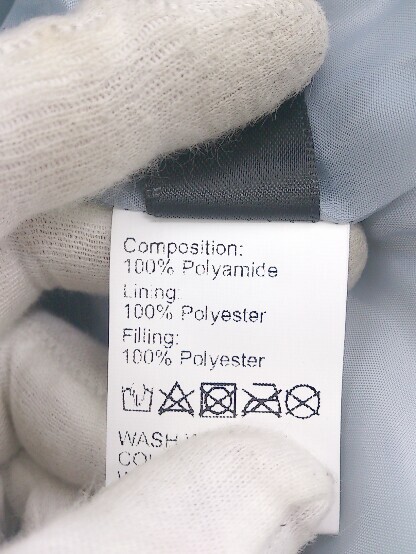 Composition:
100% Polyamide
Lining:
100% Polyester
Filling:
100% Polyester
WASH